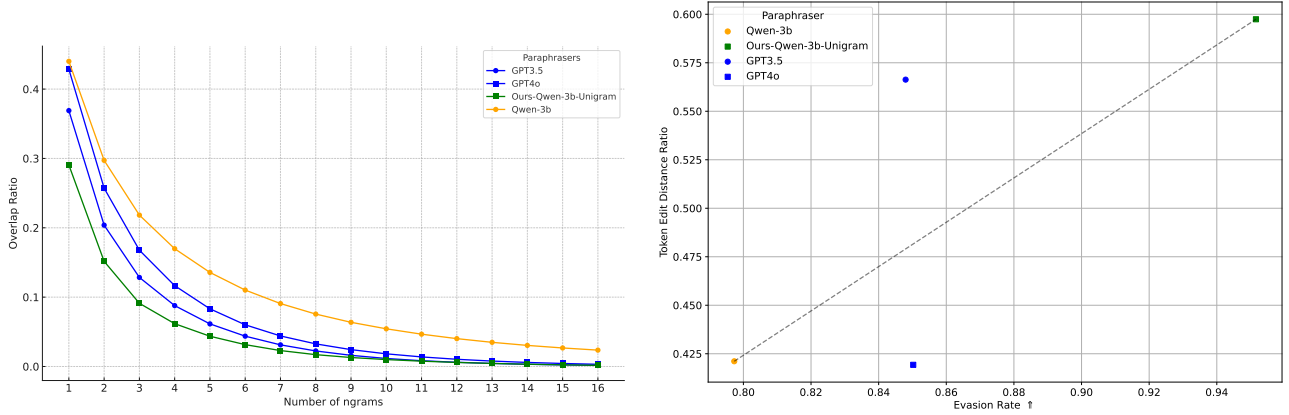 Paraphrasers
GPT3.5
GPT4o
Ours-Qwen-3b-Unigram
Qwen-3b
Overlap Ratio
0.4
0.3
0.2
0.1
0.0
1 2 3 4 5 6 7 8 9 10 11 12 13 14 15 16
Number of ngrams
Paraphraser
Qwen-3b
Ours-Qwen-3b-Unigram
GPT3.5
GPT4o
Token Edit Distance Ratio
0.600
0.575
0.550
0.525
0.500
0.475
0.450
0.425
0.80 0.82 0.84 0.86 0.88 0.90 0.92 0.94
Evasion Rate ⇑